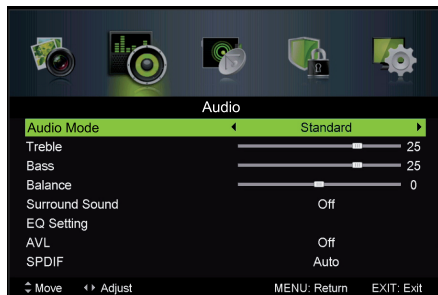 Audio
Audio Mode Standard
Treble 25
Bass 25
Balance 0
Surround Sound Off
EQ Setting
AVL Off
SPDIF Auto
Move Adjust MENU: Return EXIT: Exit